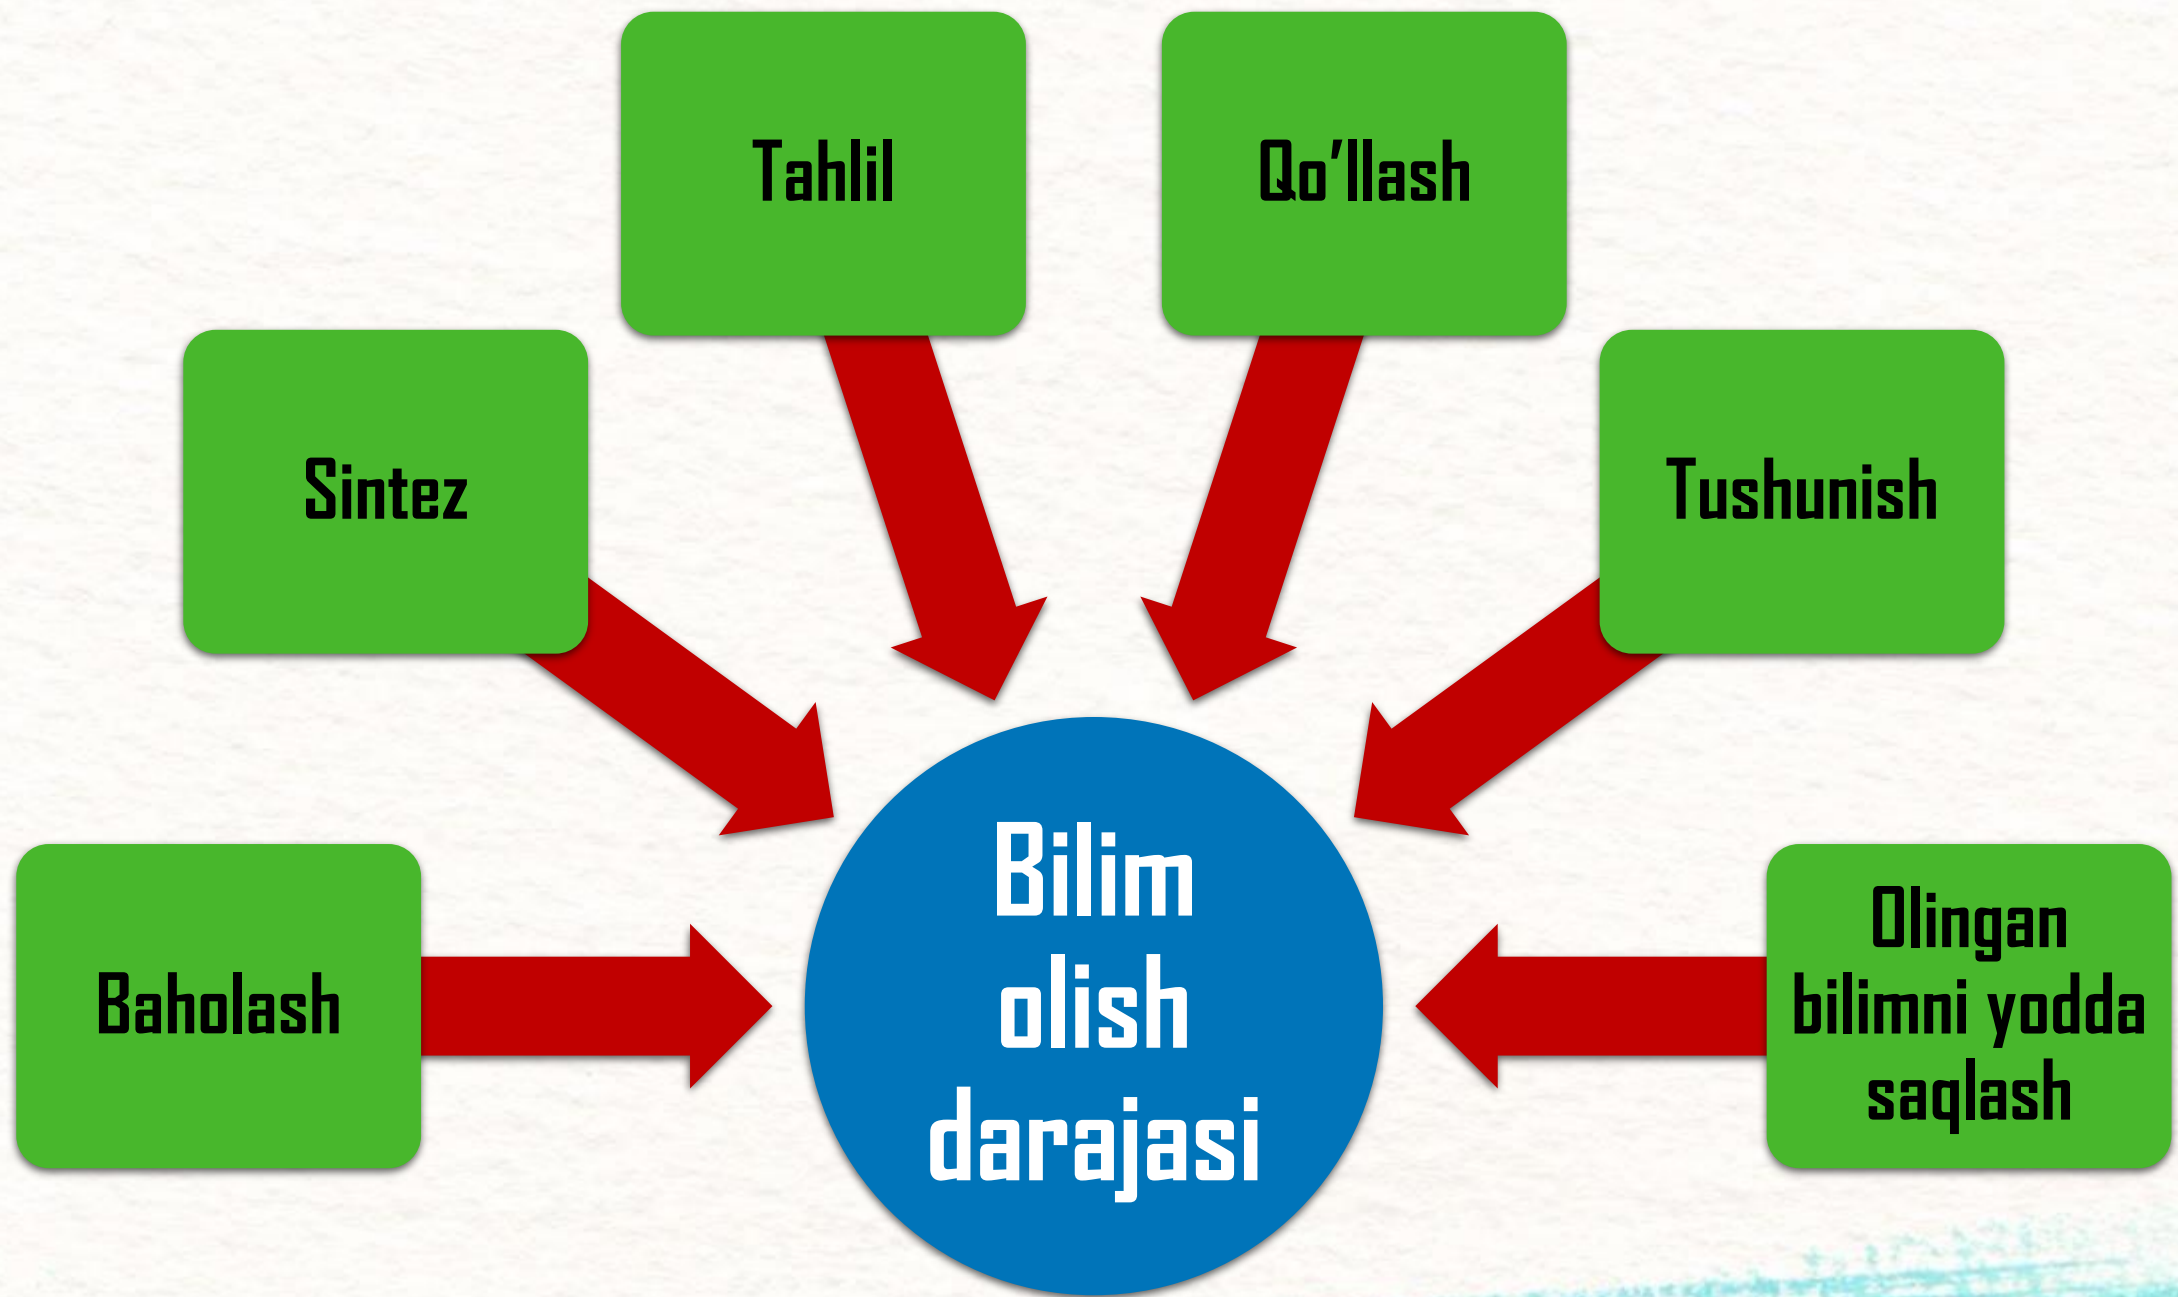 Tahlil
Qo'llash
Sintez
Tushunish
Baholash
Bilim
olish
darajasi
Olingan
bilimni yodda
saqlash